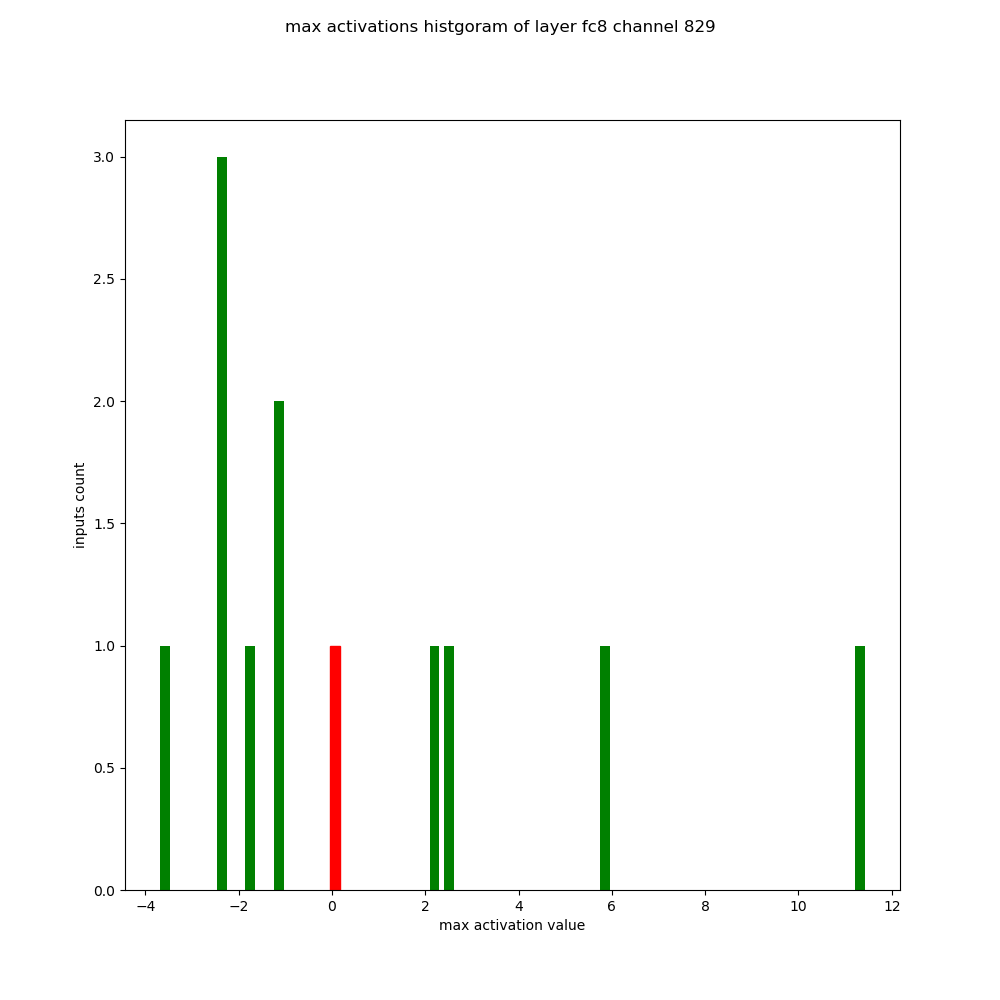 max activations histgoram of layer fc8 channel 829
3.0
2.5
2.0
1.5
1.0
0.5
0.0
inputs count
−4 −2 0 2 4 6 8 10 12
max activation value